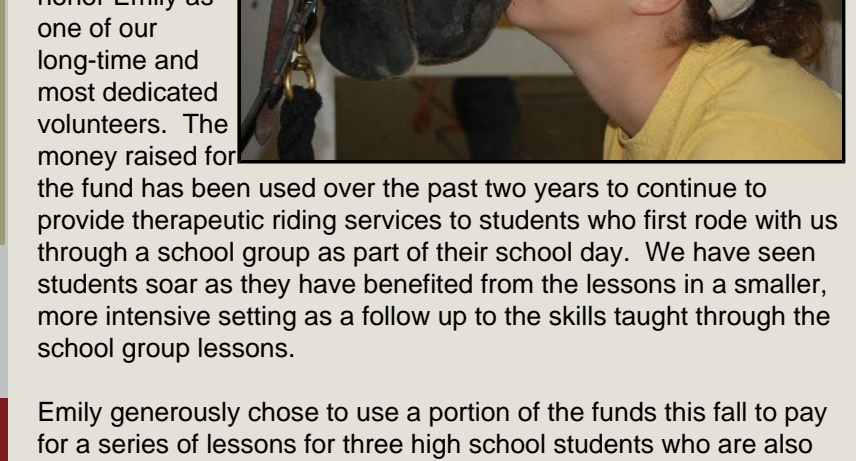 honor Emily as
one of our
long-time and
most dedicated
volunteers.  The
money raised for
the fund has been used over the past two years to continue to
provide therapeutic riding services to students who first rode with us
through a school group as part of their school day.  We have seen
students soar as they have benefited from the lessons in a smaller,
more intensive setting as a follow up to the skills taught through the
school group lessons.
Emily generously chose to use a portion of the funds this fall to pay
for a series of lessons for three high school students who are also